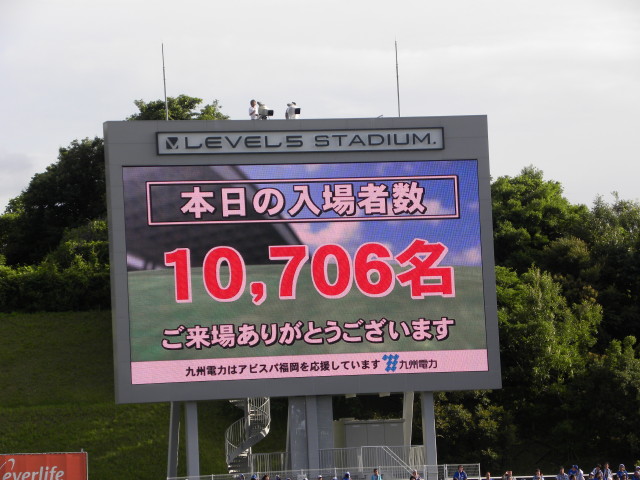 LEVEL5 STADIUM.
本日の入場者数
10,706名
ご来場ありがとうございます
九州電力はアビスパ福岡を応援しています 九州電力
everlife